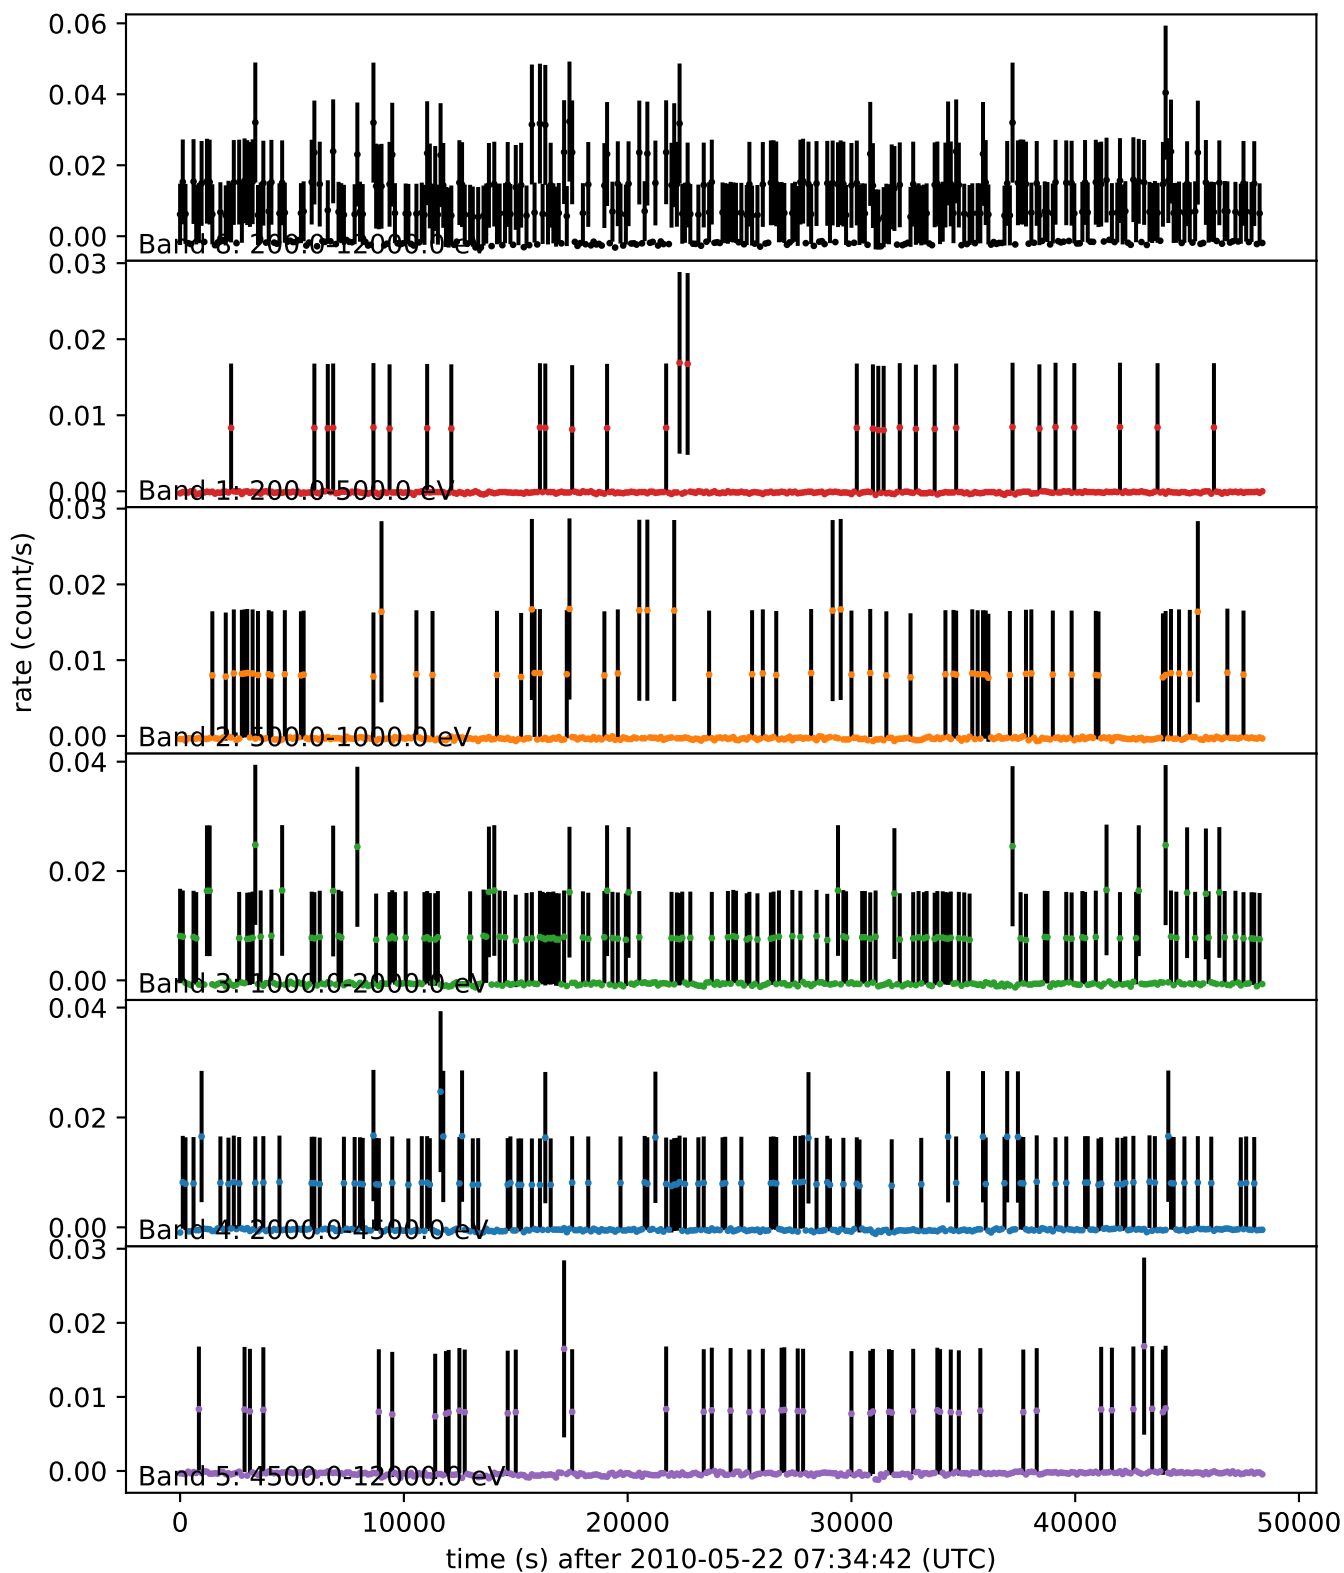 0.06
0.04
0.02
0.00
Band 8: 200.0-12000.0 eV
0.03
0.02
0.01
0.00
Band 1: 200.0-500.0 eV
0.03
0.02
0.01
0.00
Band 2: 500.0-1000.0 eV
rate (count/s)
0.04
0.02
0.00
Band 3: 1000.0-2000.0 eV
0.04
0.02
0.00
Band 4: 2000.0-4500.0 eV
0.03
0.02
0.01
0.00
Band 5: 4500.0-12000.0 eV
0 10000 20000 30000 40000 50000
time (s) after 2010-05-22 07:34:42 (UTC)